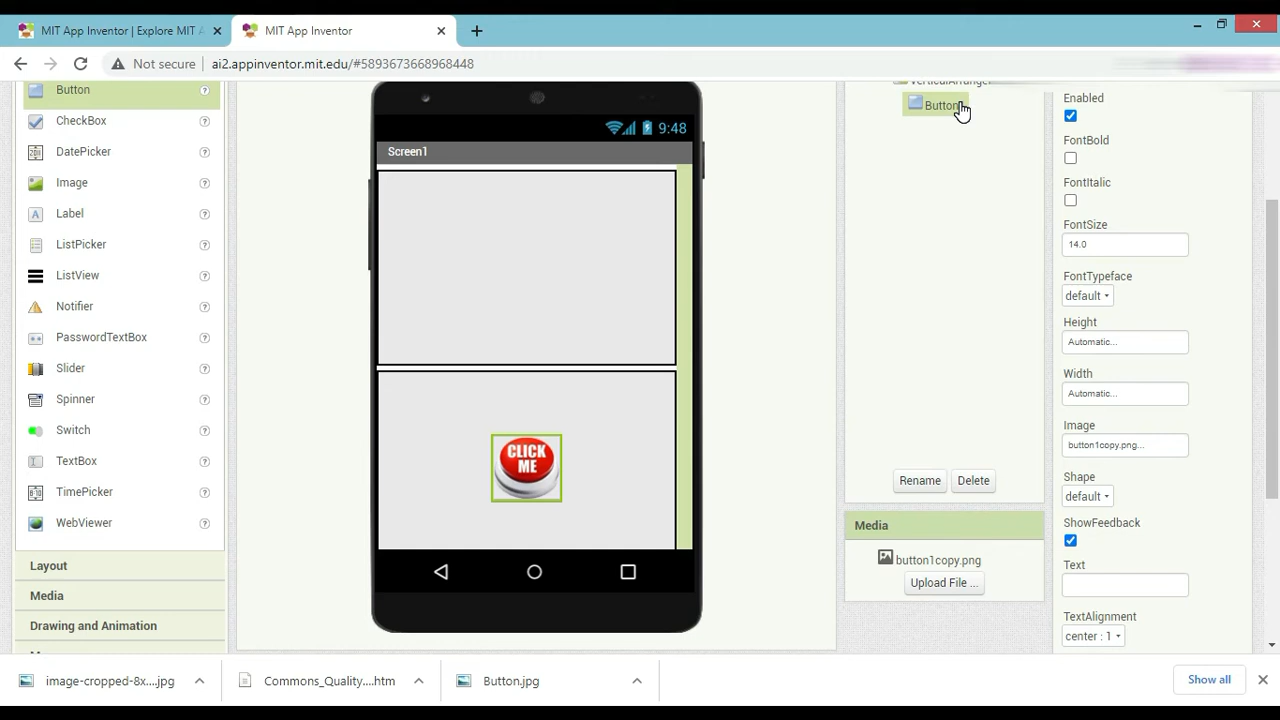 MIT App Inventor | Explore MIT A
MIT App Inventor
Not secure
ai2.appinventor.mit.edu/#5893673668968448
Button
CheckBox
DatePicker
Image
Label
ListPicker
ListView
Notifier
PasswordTextBox
Slider
Spinner
Switch
TextBox
TimePicker
WebViewer
Layout
Media
Drawing and Animation
9:48
Screen1
CLICK
ME
Button
Rename
Delete
Media
button1copy.png
Upload File ...
Enabled
FontBold
FontItalic
FontSize
14.0
FontTypeface
default
Height
Automatic...
Width
Automatic...
Image
button1copy.png...
Shape
default
ShowFeedback
Text
TextAlignment
center : 1
image-cropped-8x....jpg
Commons_Quality....htm
Button.jpg
Show all